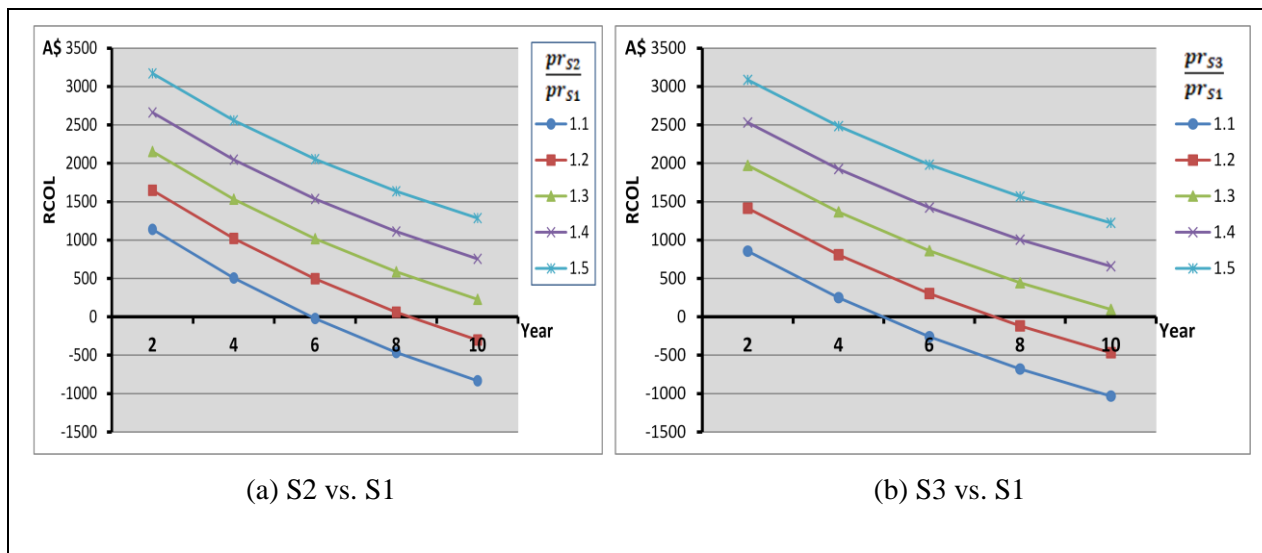 A$ 3500
3000
2500
2000
1500
1000
500
0
-500
-1000
-1500
RCOL
2 4 6 8 10
Year
pr_S2
pr_S1
1.1
1.2
1.3
1.4
1.5
(a) S2 vs. S1
A$ 3500
3000
2500
2000
1500
1000
500
0
-500
-1000
-1500
RCOL
2 4 6 8 10
Year
pr_S3
pr_S1
1.1
1.2
1.3
1.4
1.5
(b) S3 vs. S1